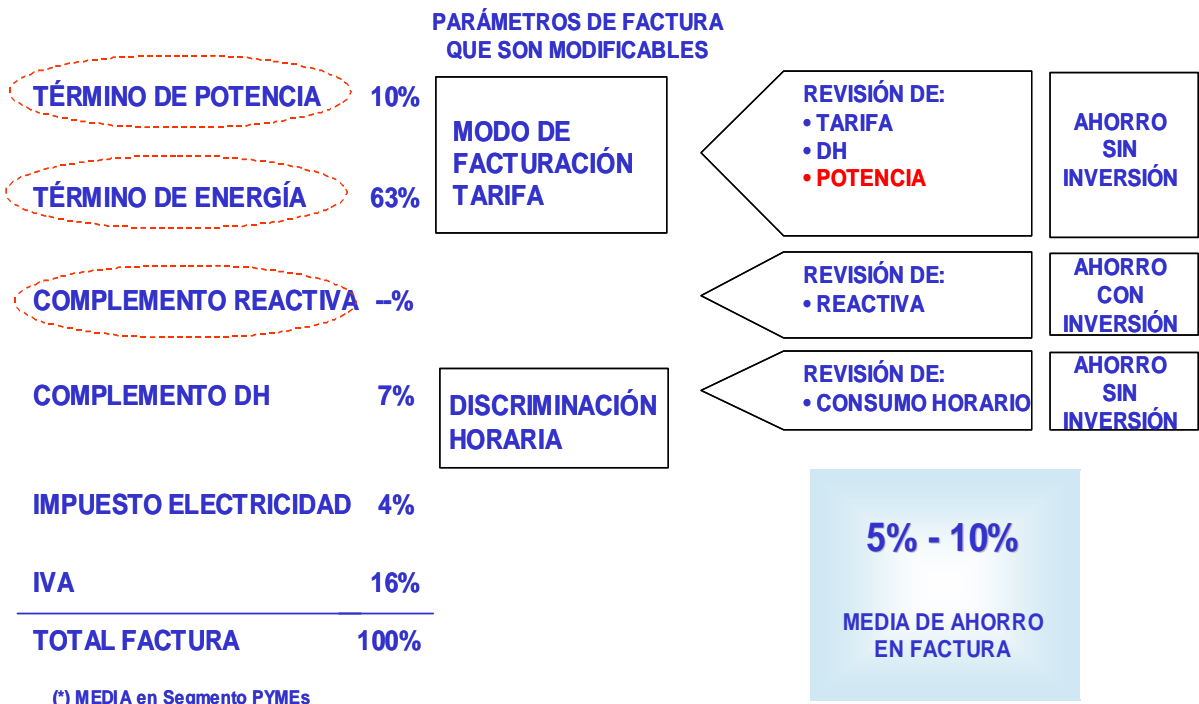 PARÁMETROS DE FACTURA
QUE SON MODIFICABLES
TÉRMINO DE POTENCIA 10%
TÉRMINO DE ENERGÍA 63%
COMPLEMENTO REACTIVA --%
COMPLEMENTO DH 7%
IMPUESTO ELECTRICIDAD 4%
IVA 16%
TOTAL FACTURA 100%
(*) MEDIA en Segmento PYMEs
MODO DE
FACTURACIÓN
TARIFA
DISCRIMINACIÓN
HORARIA
REVISIÓN DE:
• TARIFA
• DH
• POTENCIA
AHORRO
SIN
INVERSIÓN
REVISIÓN DE:
• REACTIVA
AHORRO
CON
INVERSIÓN
REVISIÓN DE:
• CONSUMO HORARIO
AHORRO
SIN
INVERSIÓN
5% - 10%
MEDIA DE AHORRO
EN FACTURA